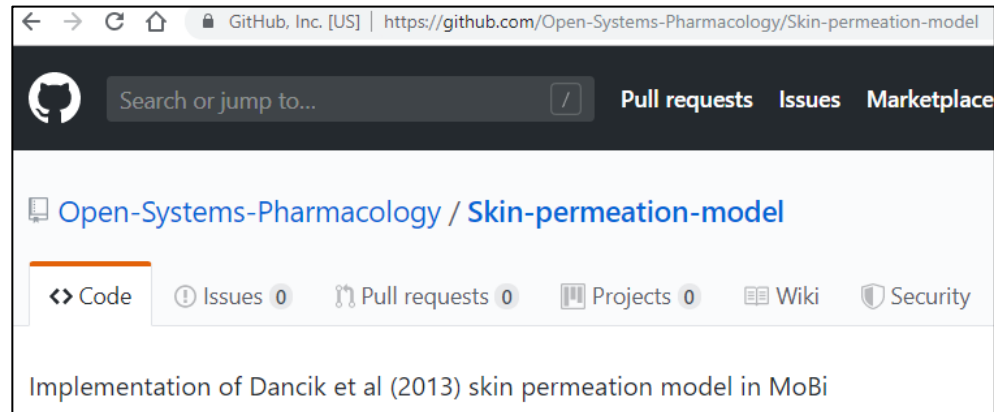 GitHub, Inc. [US] | https://github.com/Open-Systems-Pharmacology/Skin-permeation-model
Search or jump to... / Pull requests Issues Marketplace
Open-Systems-Pharmacology / Skin-permeation-model
<> Code Issues 0 Pull requests 0 Projects 0 Wiki Security
Implementation of Dancik et al (2013) skin permeation model in MoBi